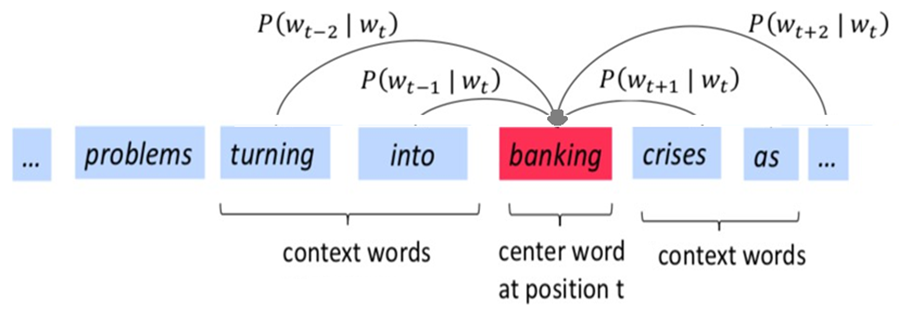 P(w_{t−2} | w_t) P(w_{t+2} | w_t)
P(w_{t−1} | w_t) P(w_{t+1} | w_t)
... problems turning into banking crises as ...
context words center word context words
at position t